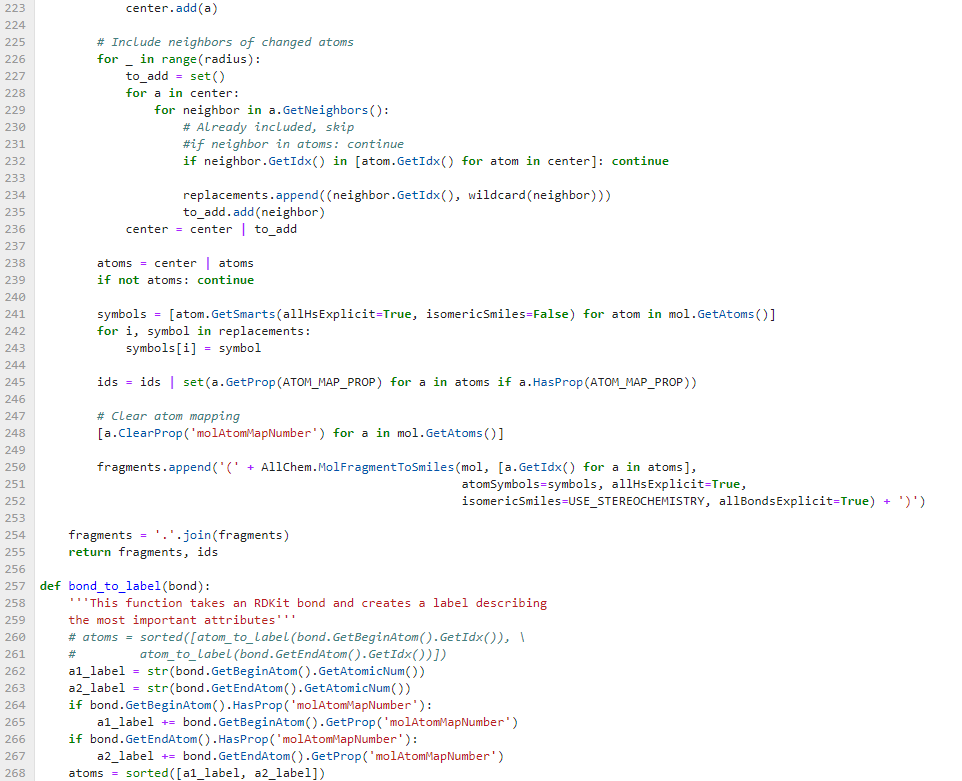 223 center.add(a)
224
225 # Include neighbors of changed atoms
226 for _ in range(radius):
227 to_add = set()
228 for a in center:
229 for neighbor in a.GetNeighbors():
230 # Already included, skip
231 #if neighbor in atoms: continue
232 if neighbor.GetIdx() in [atom.GetIdx() for atom in center]: continue
233
234 replacements.append((neighbor.GetIdx(), wildcard(neighbor)))
235 to_add.add(neighbor)
236 center = center | to_add
237
238 atoms = center | atoms
239 if not atoms: continue
240
241 symbols = [atom.GetSmarts(allHsExplicit=True, isomericSmiles=False) for atom in mol.GetAtoms()]
242 for i, symbol in replacements:
243 symbols[i] = symbol
244
245 ids = ids | set(a.GetProp(ATOM_MAP_PROP) for a in atoms if a.HasProp(ATOM_MAP_PROP))
246
247 # Clear atom mapping
248 [a.ClearProp('molAtomMapNumber') for a in mol.GetAtoms()]
249
250 fragments.append('(' + AllChem.MolFragmentToSmiles(mol, [a.GetIdx() for a in atoms],
251 atomSymbols=symbols, allHsExplicit=True,
252 isomericSmiles=USE_STEREOCHEMISTRY, allBondsExplicit=True) + ')')
253
254 fragments = '.'.join(fragments)
255 return fragments, ids
256
257 def bond_to_label(bond):
258 '''This function takes an RDKit bond and creates a label describing
259 the most important attributes'''
260 # atoms = sorted([atom_to_label(bond.GetBeginAtom().GetIdx()), \
261 # atom_to_label(bond.GetEndAtom().GetIdx())])
262 a1_label = str(bond.GetBeginAtom().GetAtomicNum())
263 a2_label = str(bond.GetEndAtom().GetAtomicNum())
264 if bond.GetBeginAtom().HasProp('molAtomMapNumber'):
265 a1_label += bond.GetBeginAtom().GetProp('molAtomMapNumber')
266 if bond.GetEndAtom().HasProp('molAtomMapNumber'):
267 a2_label += bond.GetEndAtom().GetProp('molAtomMapNumber')
268 atoms = sorted([a1_label, a2_label])